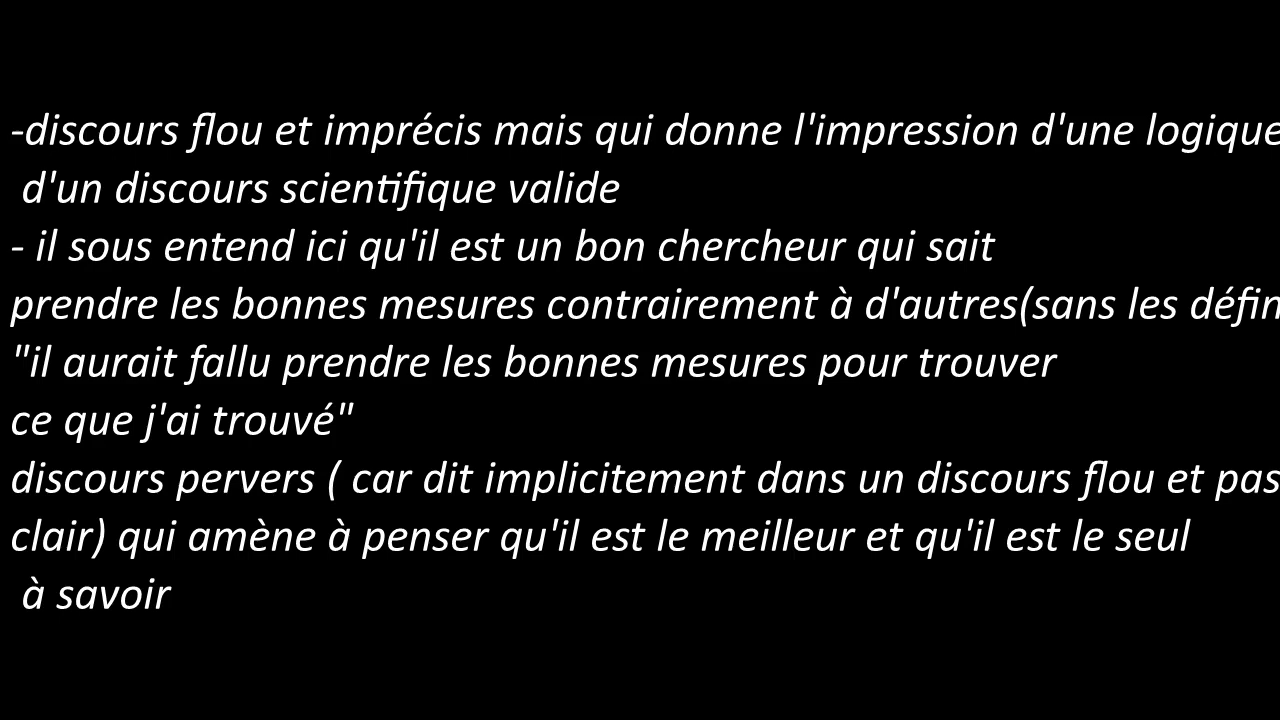 -discours flou et imprécis mais qui donne l'impression d'une logique
d'un discours scientifique valide
- il sous entend ici qu'il est un bon chercheur qui sait
prendre les bonnes mesures contrairement à d'autres(sans les défin
"il aurait fallu prendre les bonnes mesures pour trouver
ce que j'ai trouvé"
discours pervers ( car dit implicitement dans un discours flou et pas
clair) qui amène à penser qu'il est le meilleur et qu'il est le seul
à savoir